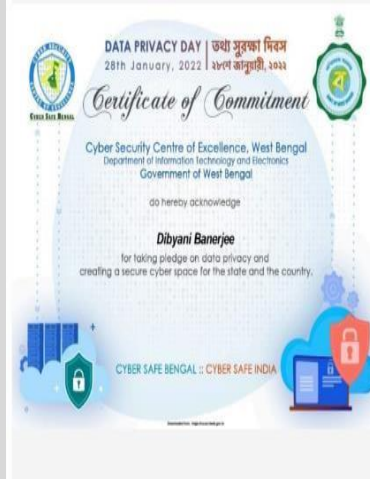 DATA PRIVACY DAY | তথ্য সুরক্ষা দিবস
28th January, 2022 | ২৮শে জানুয়ারী, ২০২২
CYBER SAFE BENGAL
Certificate of Commitment
Cyber Security Centre of Excellence, West Bengal
Department of Information Technology and Electronics
Government of West Bengal
do hereby acknowledge
Dibyani Banerjee
for taking pledge on data privacy and
creating a secure cyber space for the state and the country.
CYBER SAFE BENGAL :: CYBER SAFE INDIA